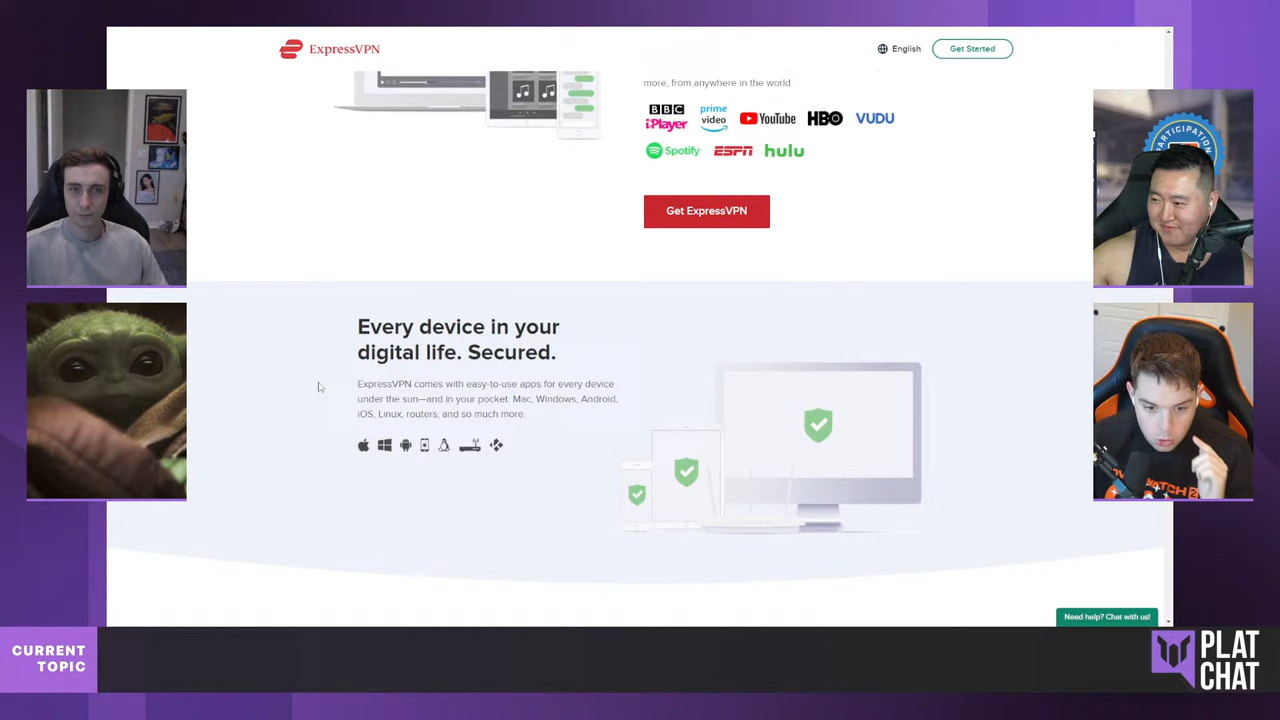 ExpressVPN
English
Get Started
more, from anywhere in the world.
BBC
iPlayer
prime
video
YouTube
HBO
VUDU
Spotify
ESPN
hulu
Get ExpressVPN
PARTICIPATION
Every device in your
digital life. Secured.
ExpressVPN comes with easy-to-use apps for every device
under the sun—and in your pocket. Mac, Windows, Android,
iOS, Linux, routers, and so much more.
Need help? Chat with us!
CURRENT
TOPIC
PLAT
CHAT